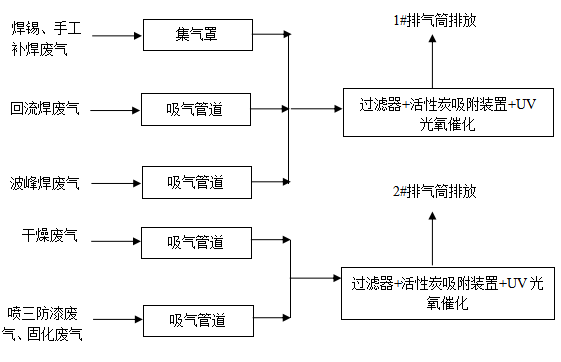 1#排气筒排放
焊锡、手工
补焊废气
集气罩
回流焊废气
吸气管道
过滤器+活性炭吸附装置+UV
光氧催化
波峰焊废气
吸气管道
2#排气筒排放
干燥废气
吸气管道
过滤器+活性炭吸附装置+UV 光
氧催化
喷三防漆废
气、固化废气
吸气管道